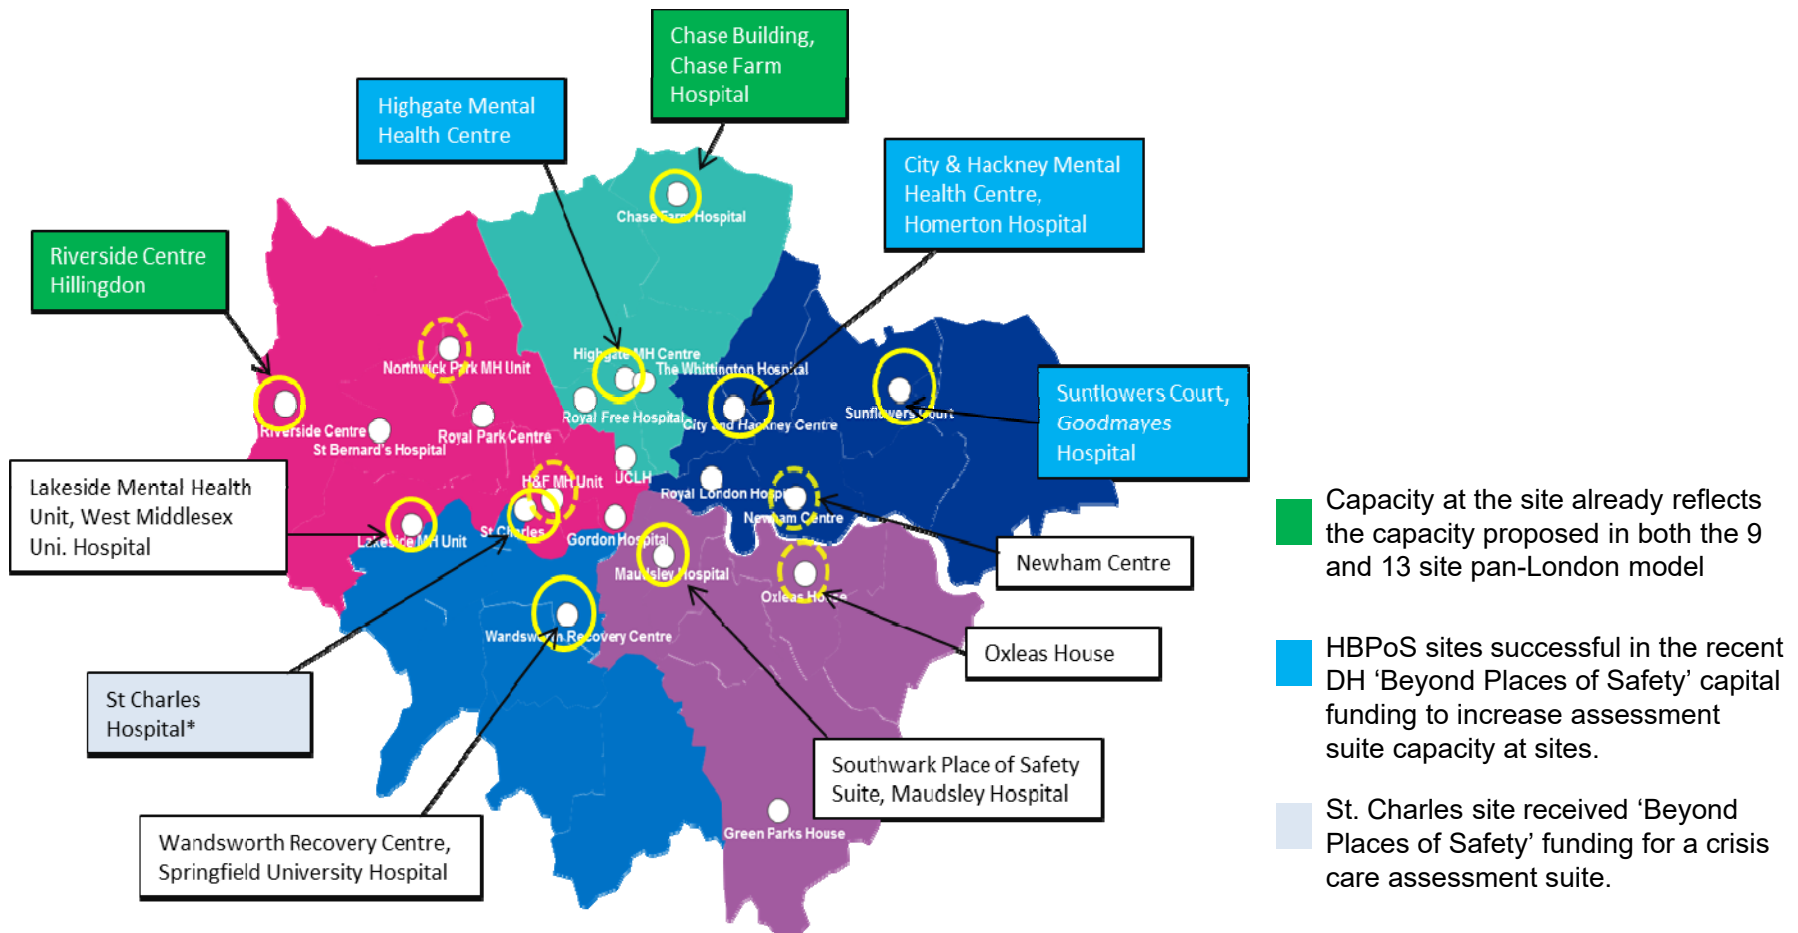 Chase Building,
Chase Farm
Hospital
Highgate Mental
Health Centre
City & Hackney Mental
Health Centre,
Homerton Hospital
Riverside Centre
Hillingdon
Chase Farm Hospital
Northwick Park MH Unit
Highgate MH Centre
The Whittington Hospital
Sunflowers Court,
Goodmayes
Hospital
Riverside Centre
St Bernard's Hospital
Royal Park Centre
Royal Free Hospital
City and Hackney Centre
Sunflowers Court
Lakeside Mental Health
Unit, West Middlesex
Uni. Hospital
H&F MH Unit
UCLH
Royal London Hospi
Newham Centre
Lakeside MH Unit
St Charles
Gordon Hospital
Maudsley Hospital
Oxleas House
Newham Centre
Wandsworth Recovery Centre
Oxleas House
St Charles
Hospital*
Southwark Place of Safety
Suite, Maudsley Hospital
Green Parks House
Wandsworth Recovery Centre,
Springfield University Hospital
Capacity at the site already reflects
the capacity proposed in both the 9
and 13 site pan-London model
HBPoS sites successful in the recent
DH ‘Beyond Places of Safety’ capital
funding to increase assessment
suite capacity at sites.
St. Charles site received ‘Beyond
Places of Safety’ funding for a crisis
care assessment suite.